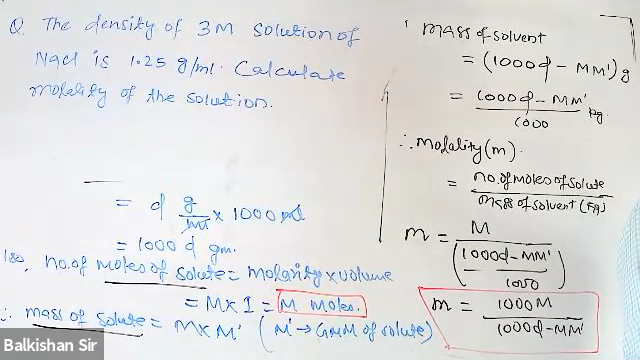 Q. The density of 3M solution of
NaCl is 1.25 g/ml. Calculate
molality of the solution.
= d g/ml x 1000 ml
= 1000 d gm.
Also, no. of moles of solute = molarity x volume
= M x 1 = M moles.
∴ mass of solute = M x M' (M' → GMM of solute)
mass of solvent
= (1000d - MM')g
= 1000d - MM' / 1000 kg
∴ Molality (m)
= no. of moles of solute / mass of solvent (kg)
m = M / (1000d - MM' / 1000)
m = 1000M / 1000d - MM'
Balkishan Sir